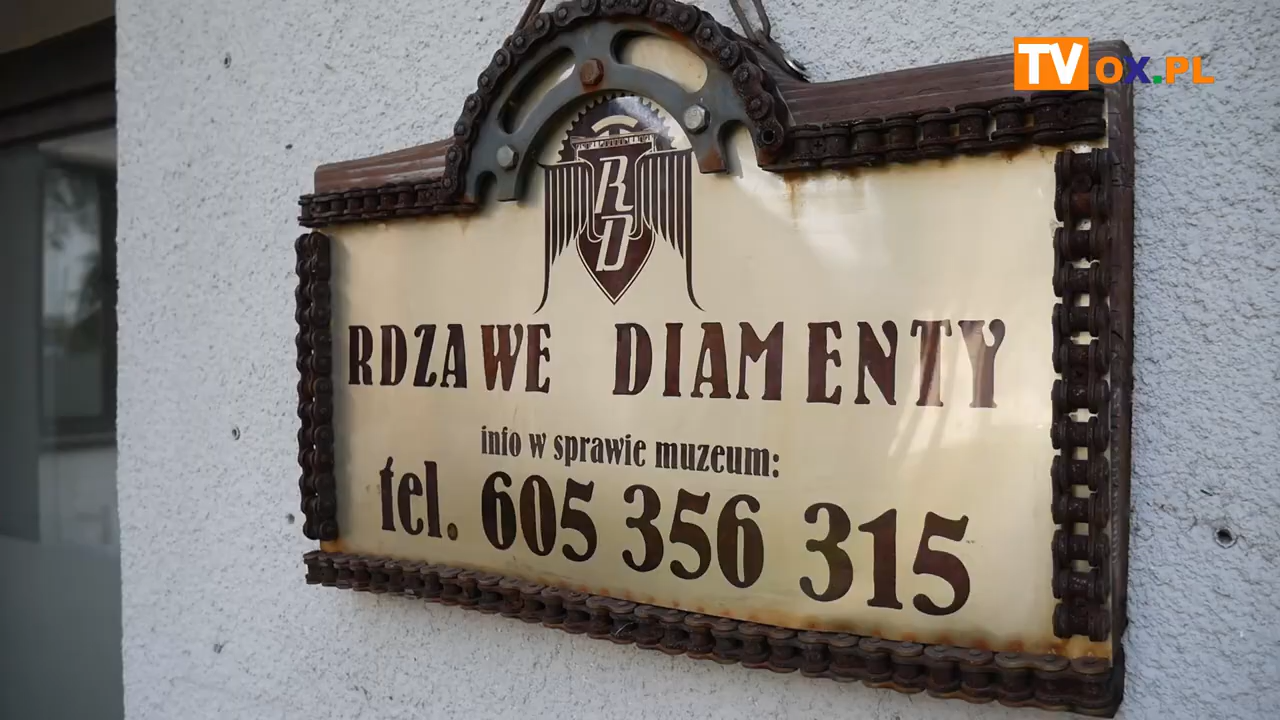 TVOX.PL
RD
RDZAWE DIAMENTY
info w sprawie muzeum:
tel. 605 356 315